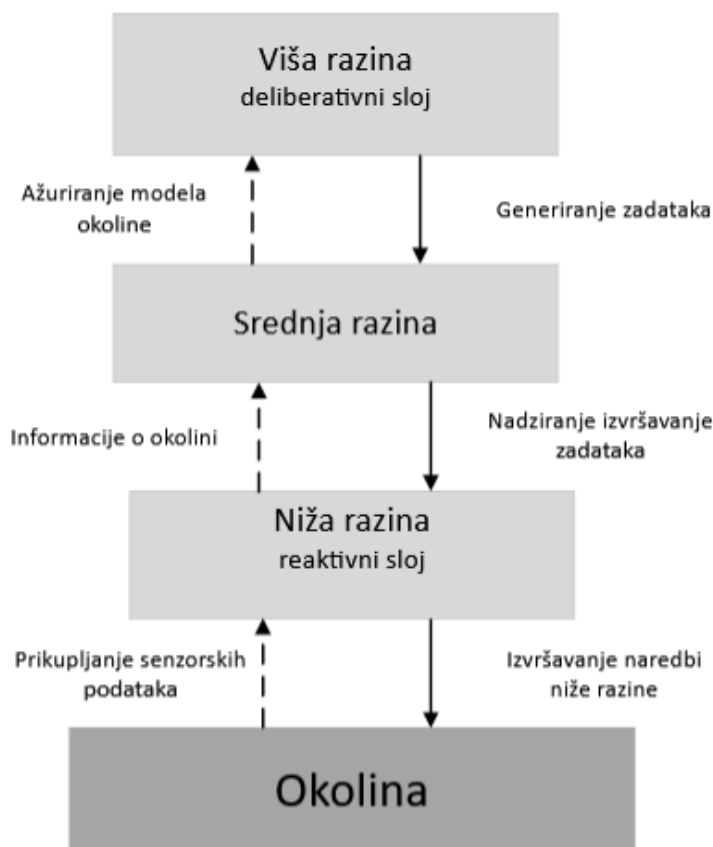 Viša razina
deliberativni sloj
Ažuriranje modela
okoline
Generiranje zadataka
Srednja razina
Informacije o okolini
Nadziranje izvršavanje
zadataka
Niža razina
reaktivni sloj
Prikupljanje senzorskih
podataka
Izvršavanje naredbi
niže razine
Okolina